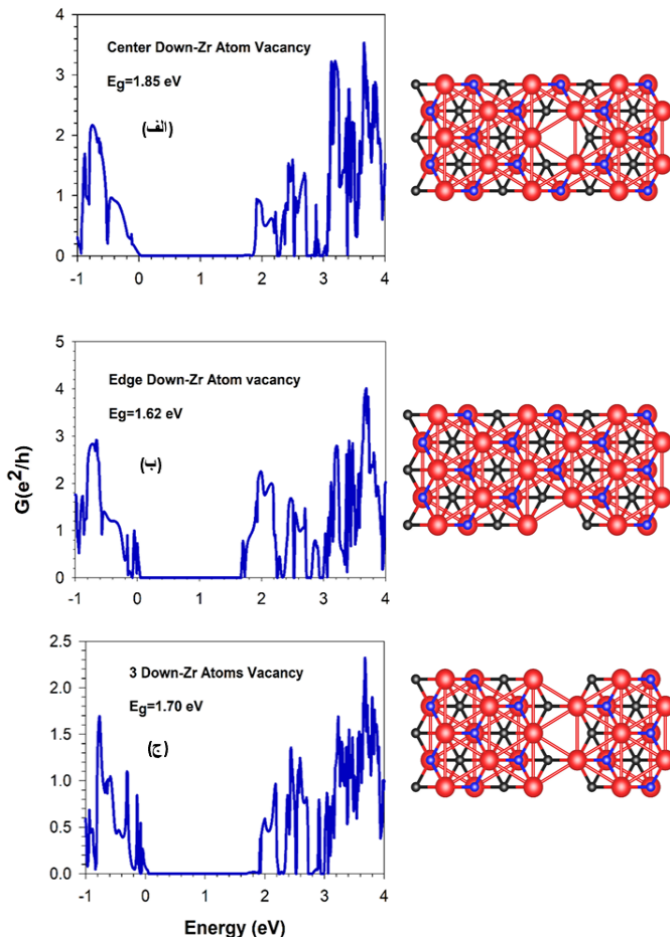 4
3
2
1
0
Center Down-Zr Atom Vacancy
Eg=1.85 eV
(الف)
-1 0 1 2 3 4
5
4
3
2
1
0
Edge Down-Zr Atom vacancy
Eg=1.62 eV
(ب)
-1 0 1 2 3 4
G(e²/h)
2.5
2.0
1.5
1.0
0.5
0.0
3 Down-Zr Atoms Vacancy
Eg=1.70 eV
(ج)
-1 0 1 2 3 4
Energy (eV)